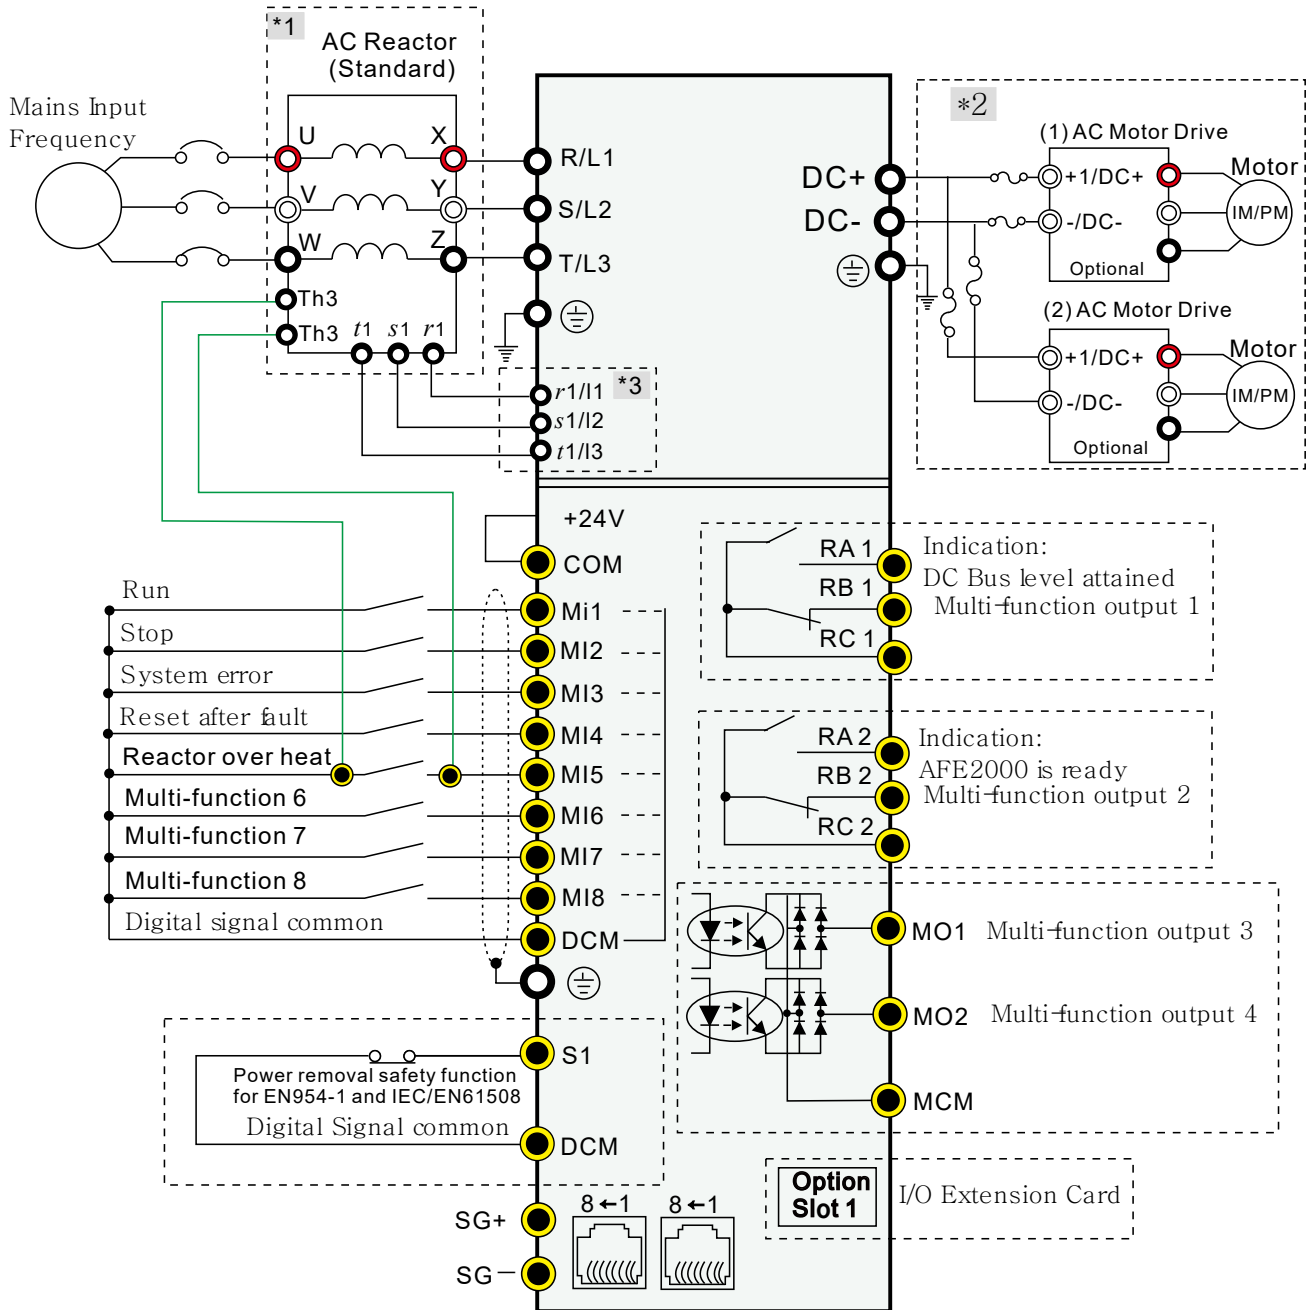 *1
AC Reactor
(Standard)
Mains Input
Frequency
U
X
V
Y
W
Z
Th3
Th3
t1
s1
r1
R/L1
S/L2
T/L3
r1/l1
*3
s1/l2
t1/l3
DC+
DC-
*2
(1) AC Motor Drive
+1/DC+
-/DC-
Optional
Motor
IM/PM
(2) AC Motor Drive
+1/DC+
-/DC-
Optional
Motor
IM/PM
+24V
COM
Run
Mi1
Stop
MI2
System error
MI3
Reset after fault
MI4
Reactor over heat
MI5
Multi-function 6
MI6
Multi-function 7
MI7
Multi-function 8
MI8
Digital signal common
DCM
S1
Power removal safety function
for EN954-1 and IEC/EN61508
Digital Signal common
DCM
SG+
SG—
8←1
8←1
RA 1
RB 1
RC 1
Indication:
DC Bus level attained
Multi-function output 1
RA 2
RB 2
RC 2
Indication:
AFE2000 is ready
Multi-function output 2
MO1
Multi-function output 3
MO2
Multi-function output 4
MCM
Option
Slot 1
I/O Extension Card